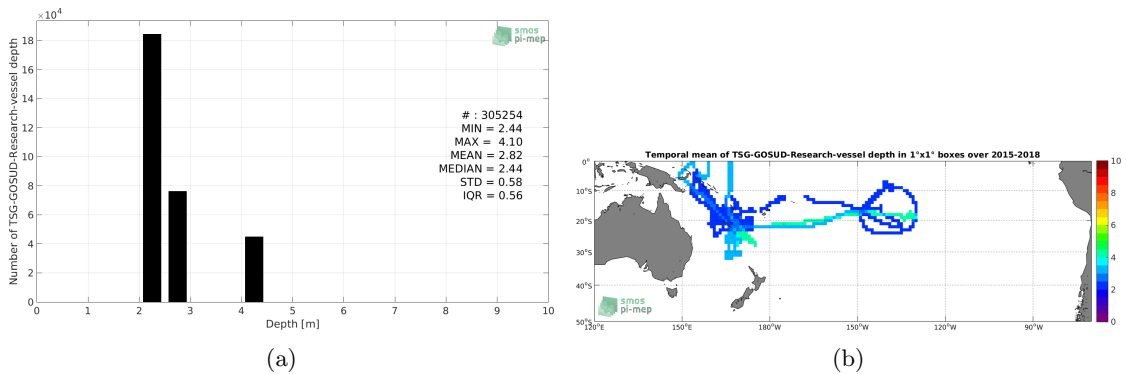 ×10⁴
18
16
14
12
10
8
6
4
2
0
Number of TSG-GOSUD-Research-vessel depth
smos
pi-mep
# : 305254
MIN = 2.44
MAX = 4.10
MEAN = 2.82
MEDIAN = 2.44
STD = 0.58
IQR = 0.56
0 1 2 3 4 5 6 7 8 9 10
Depth [m]
(a)
Temporal mean of TSG-GOSUD-Research-vessel depth in 1°x1° boxes over 2015-2018
0°
10°S
20°S
30°S
40°S
50°S
120°E 150°E 180°W 150°W 120°W 90°W
smos
pi-mep
10
8
6
4
2
0
(b)